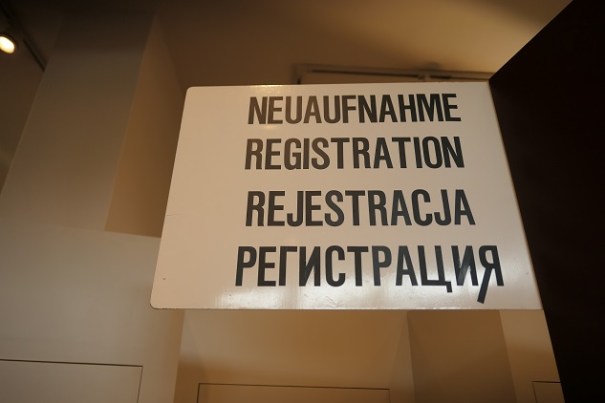 NEUAUFNAHME
REGISTRATION
REJESTRACJA
РЕГИСТРАЦИЯ